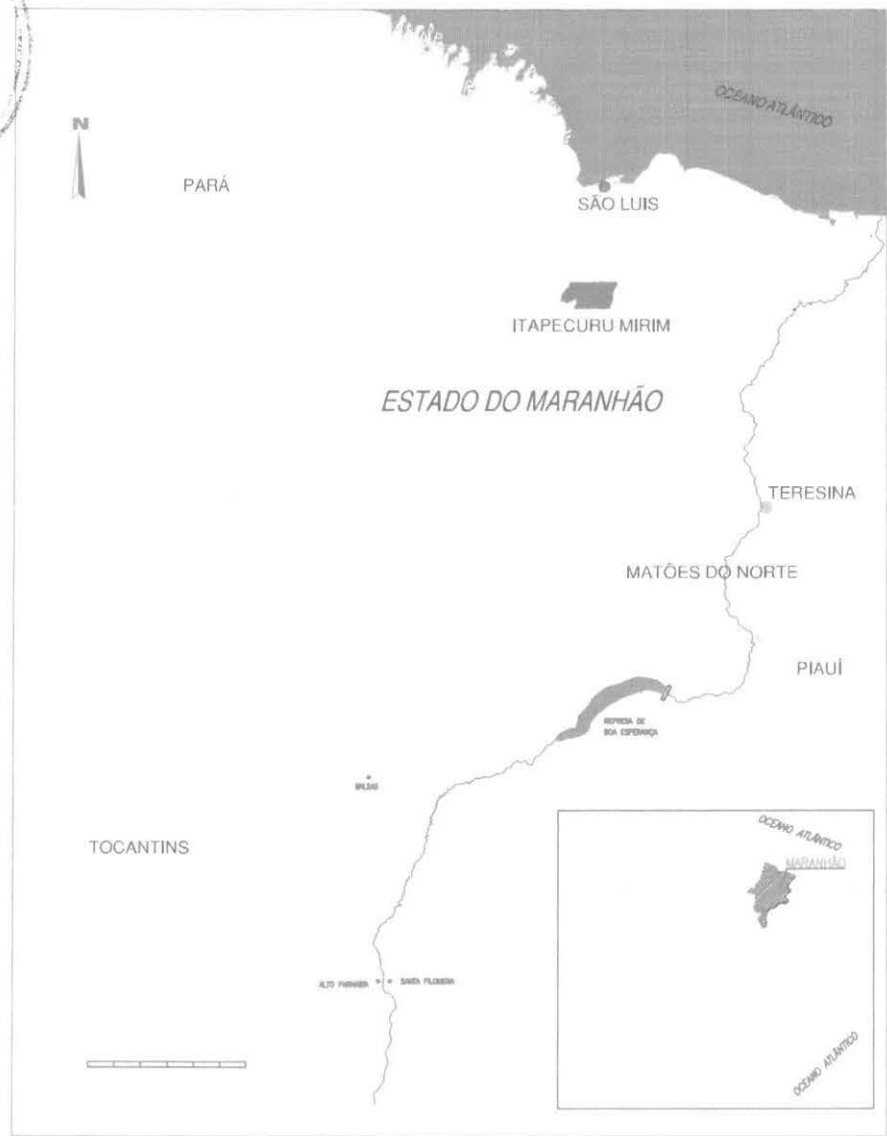 OCEANO ATLÂNTICO
N
PARÁ
SÃO LUIS
ITAPECURU MIRIM
ESTADO DO MARANHÃO
TERESINA
MATÕES DO NORTE
PIAUÍ
REPRESA DE
BOA ESPERANÇA
BALSAS
TOCANTINS
OCEANO ATLÂNTICO
MARANHÃO
ALTO PARNAIBA
SANTA FILOMENA
OCEANO ATLÂNTICO